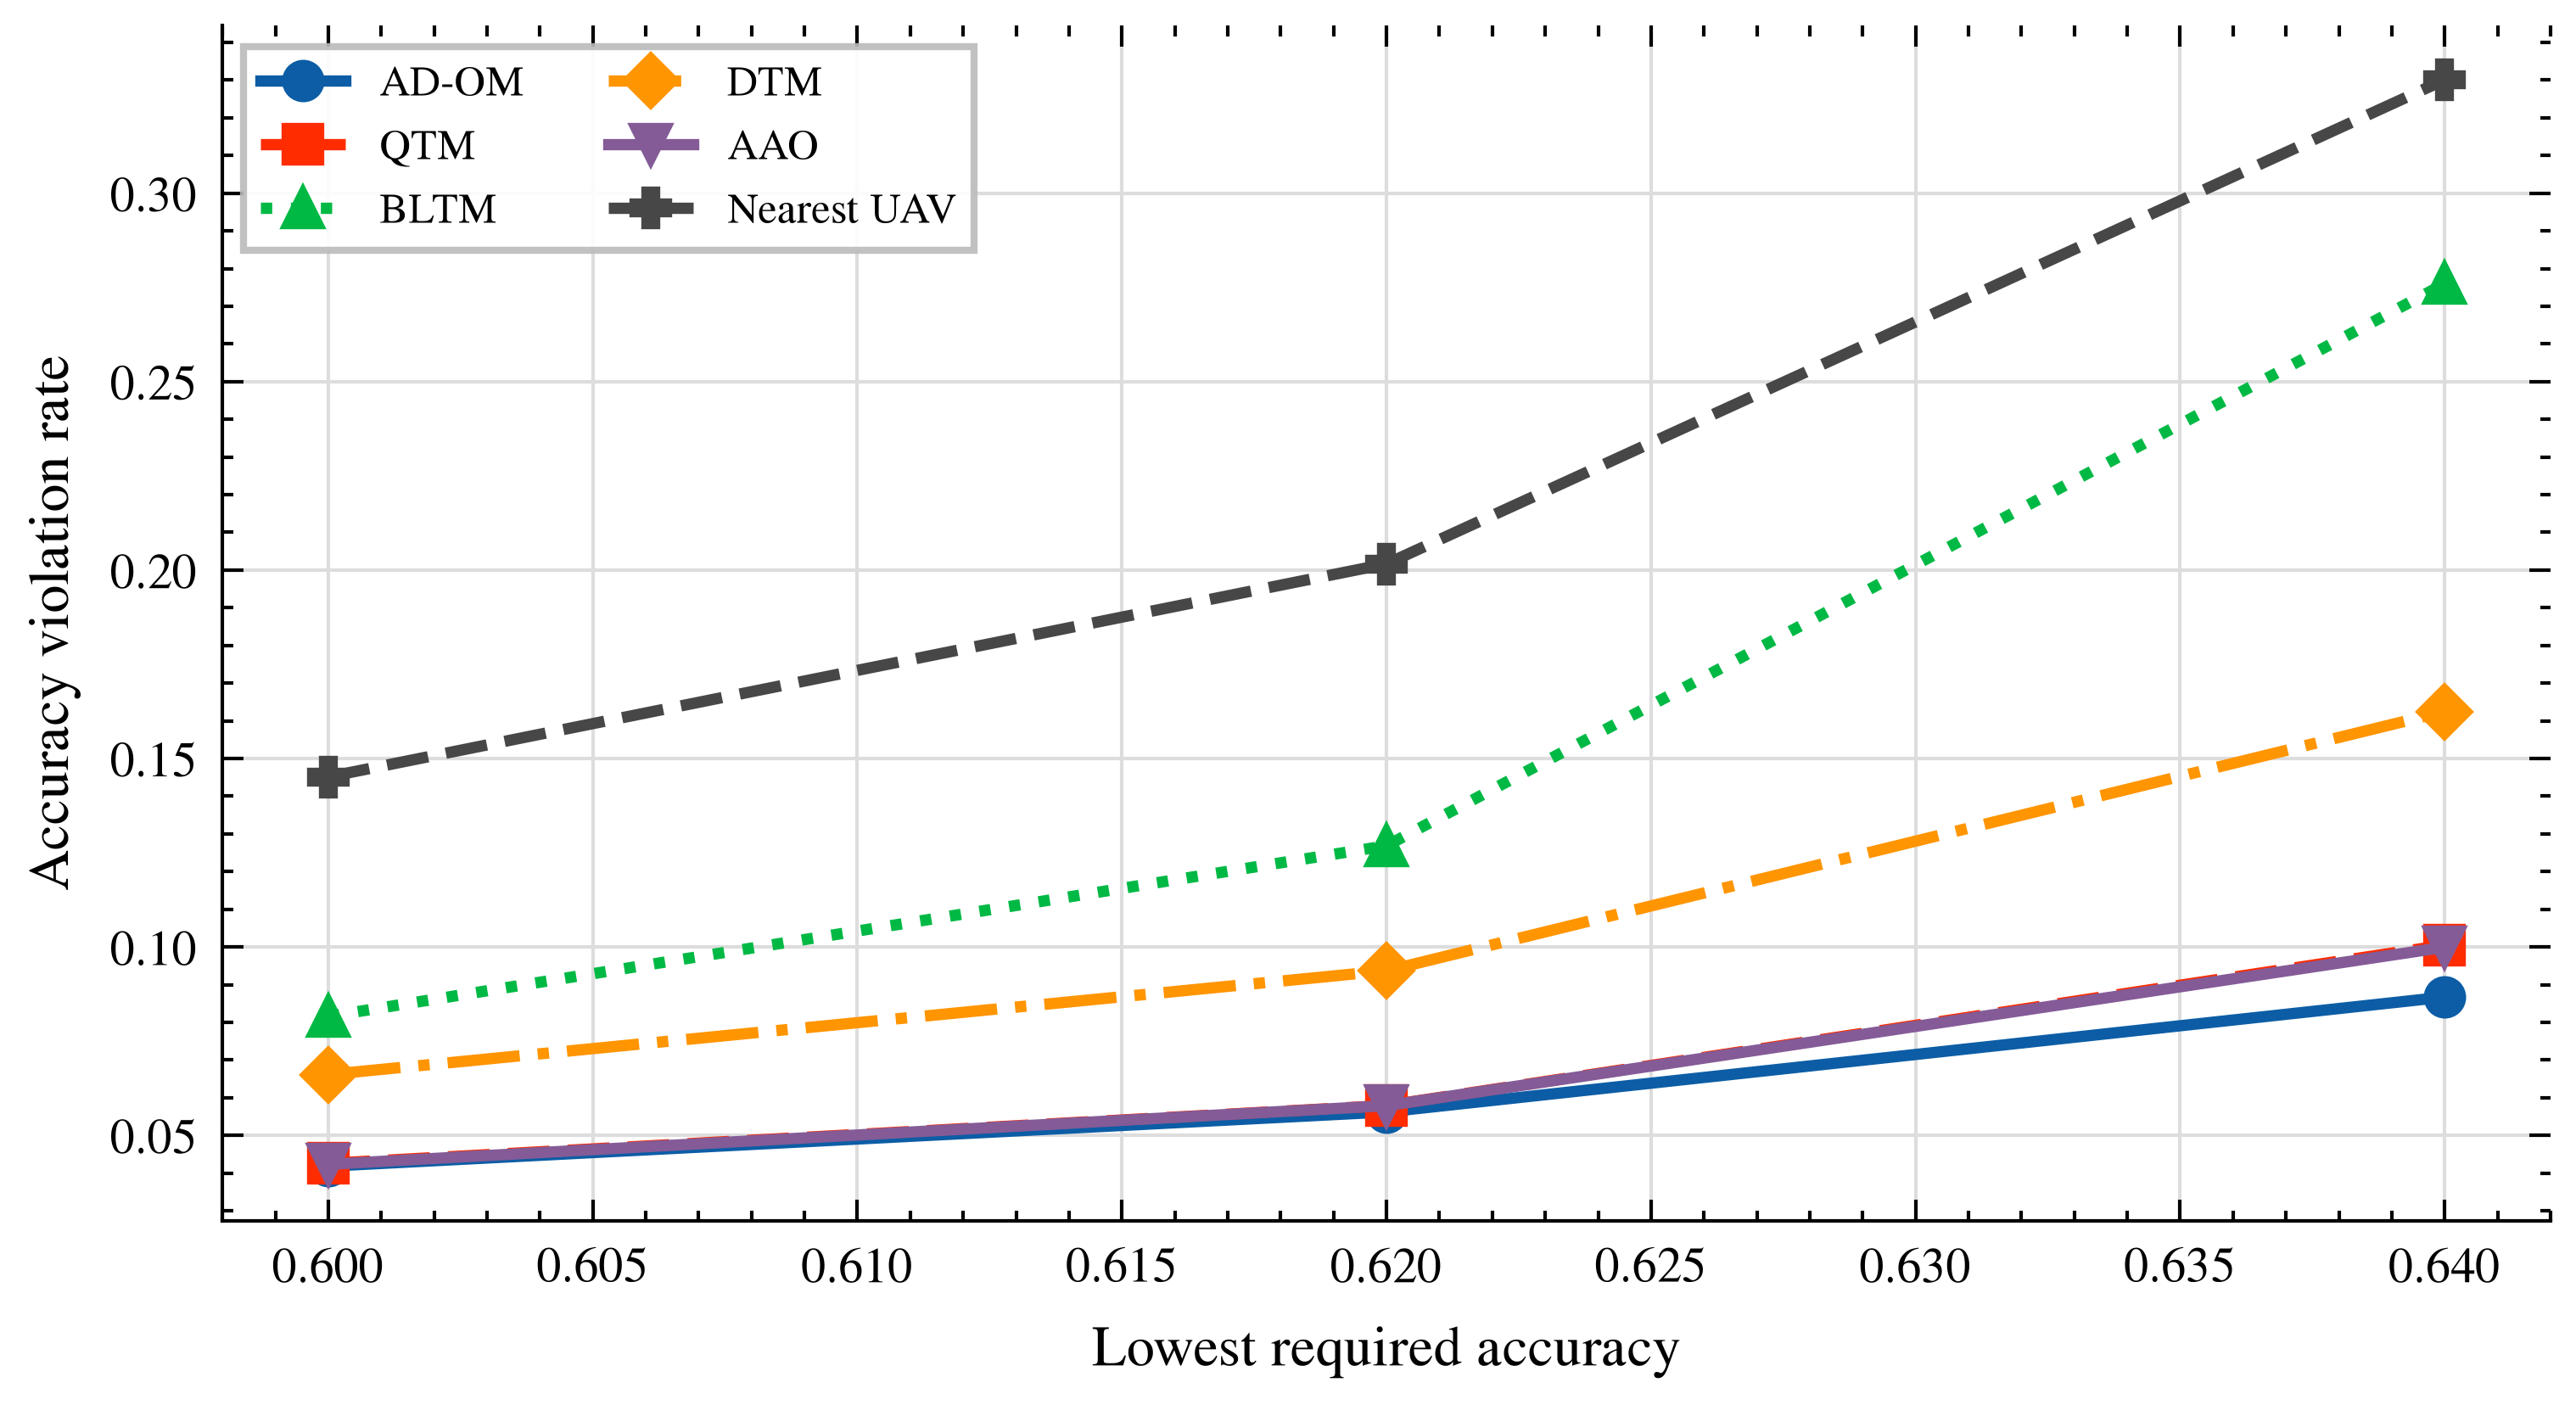 AD-OM
QTM
BLTM
DTM
AAO
Nearest UAV
Accuracy violation rate
0.30
0.25
0.20
0.15
0.10
0.05
0.600 0.605 0.610 0.615 0.620 0.625 0.630 0.635 0.640
Lowest required accuracy